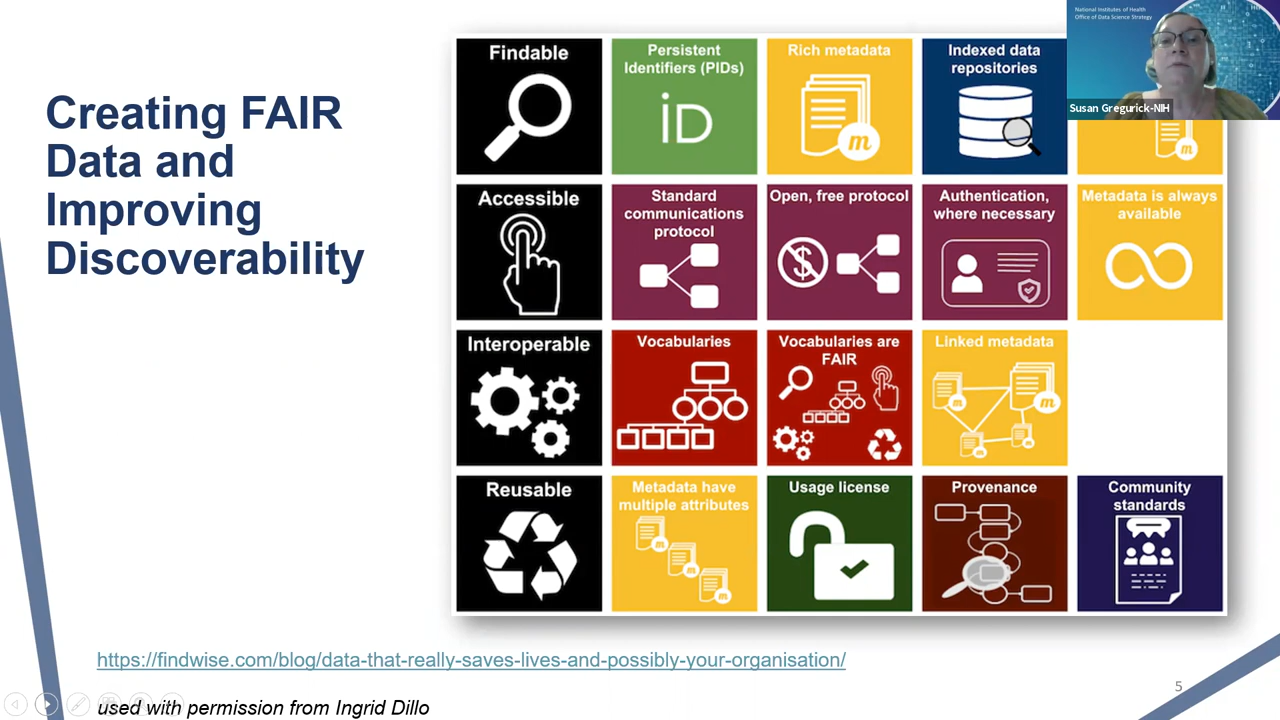 National Institutes of Health
Office of Data Science Strategy
Susan Gregurick-NIH
Creating FAIR
Data and
Improving
Discoverability
Findable
Persistent
Identifiers (PIDs)
iD
Rich metadata
m
Indexed data
repositories
m
Accessible
Standard
communications
protocol
Open, free protocol
$
Authentication,
where necessary
Metadata is always
available
Interoperable
Vocabularies
Vocabularies are
FAIR
Linked metadata
m
m
m
m
Reusable
Metadata have
multiple attributes
m
m
m
Usage license
Provenance
Community
standards
https://findwise.com/blog/data-that-really-saves-lives-and-possibly-your-organisation/
used with permission from Ingrid Dillo
5